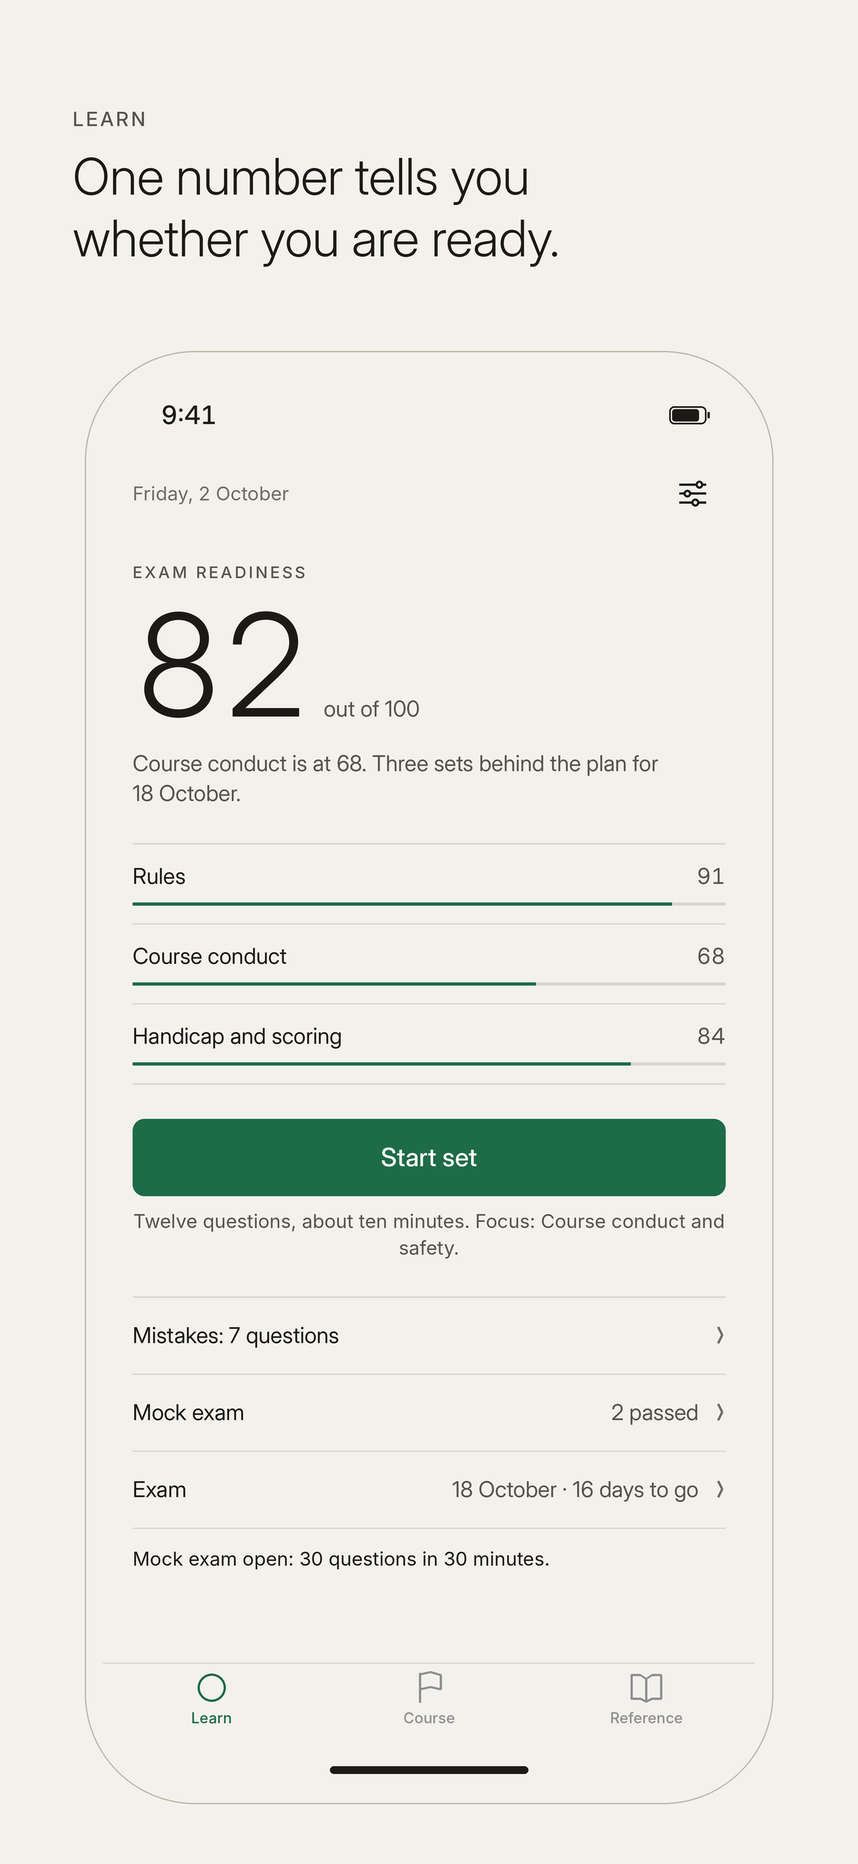 LEARN
One number tells you
whether you are ready.
9:41
Friday, 2 October
EXAM READINESS
82 out of 100
Course conduct is at 68. Three sets behind the plan for
18 October.
Rules 91
Course conduct 68
Handicap and scoring 84
Start set
Twelve questions, about ten minutes. Focus: Course conduct and
safety.
Mistakes: 7 questions
Mock exam 2 passed
Exam 18 October · 16 days to go
Mock exam open: 30 questions in 30 minutes.
Learn Course Reference